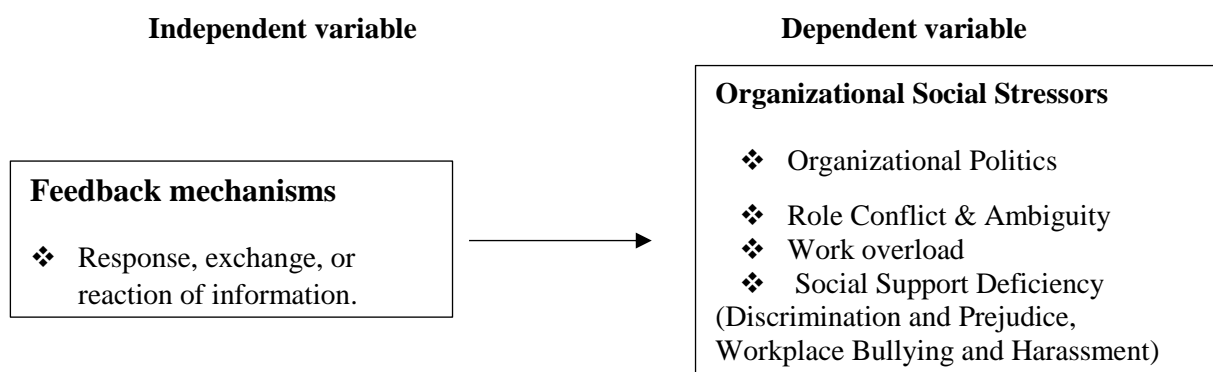 Independent variable
Dependent variable
Feedback mechanisms
❖ Response, exchange, or
reaction of information.
Organizational Social Stressors
❖ Organizational Politics
❖ Role Conflict & Ambiguity
❖ Work overload
❖ Social Support Deficiency
(Discrimination and Prejudice,
Workplace Bullying and Harassment)